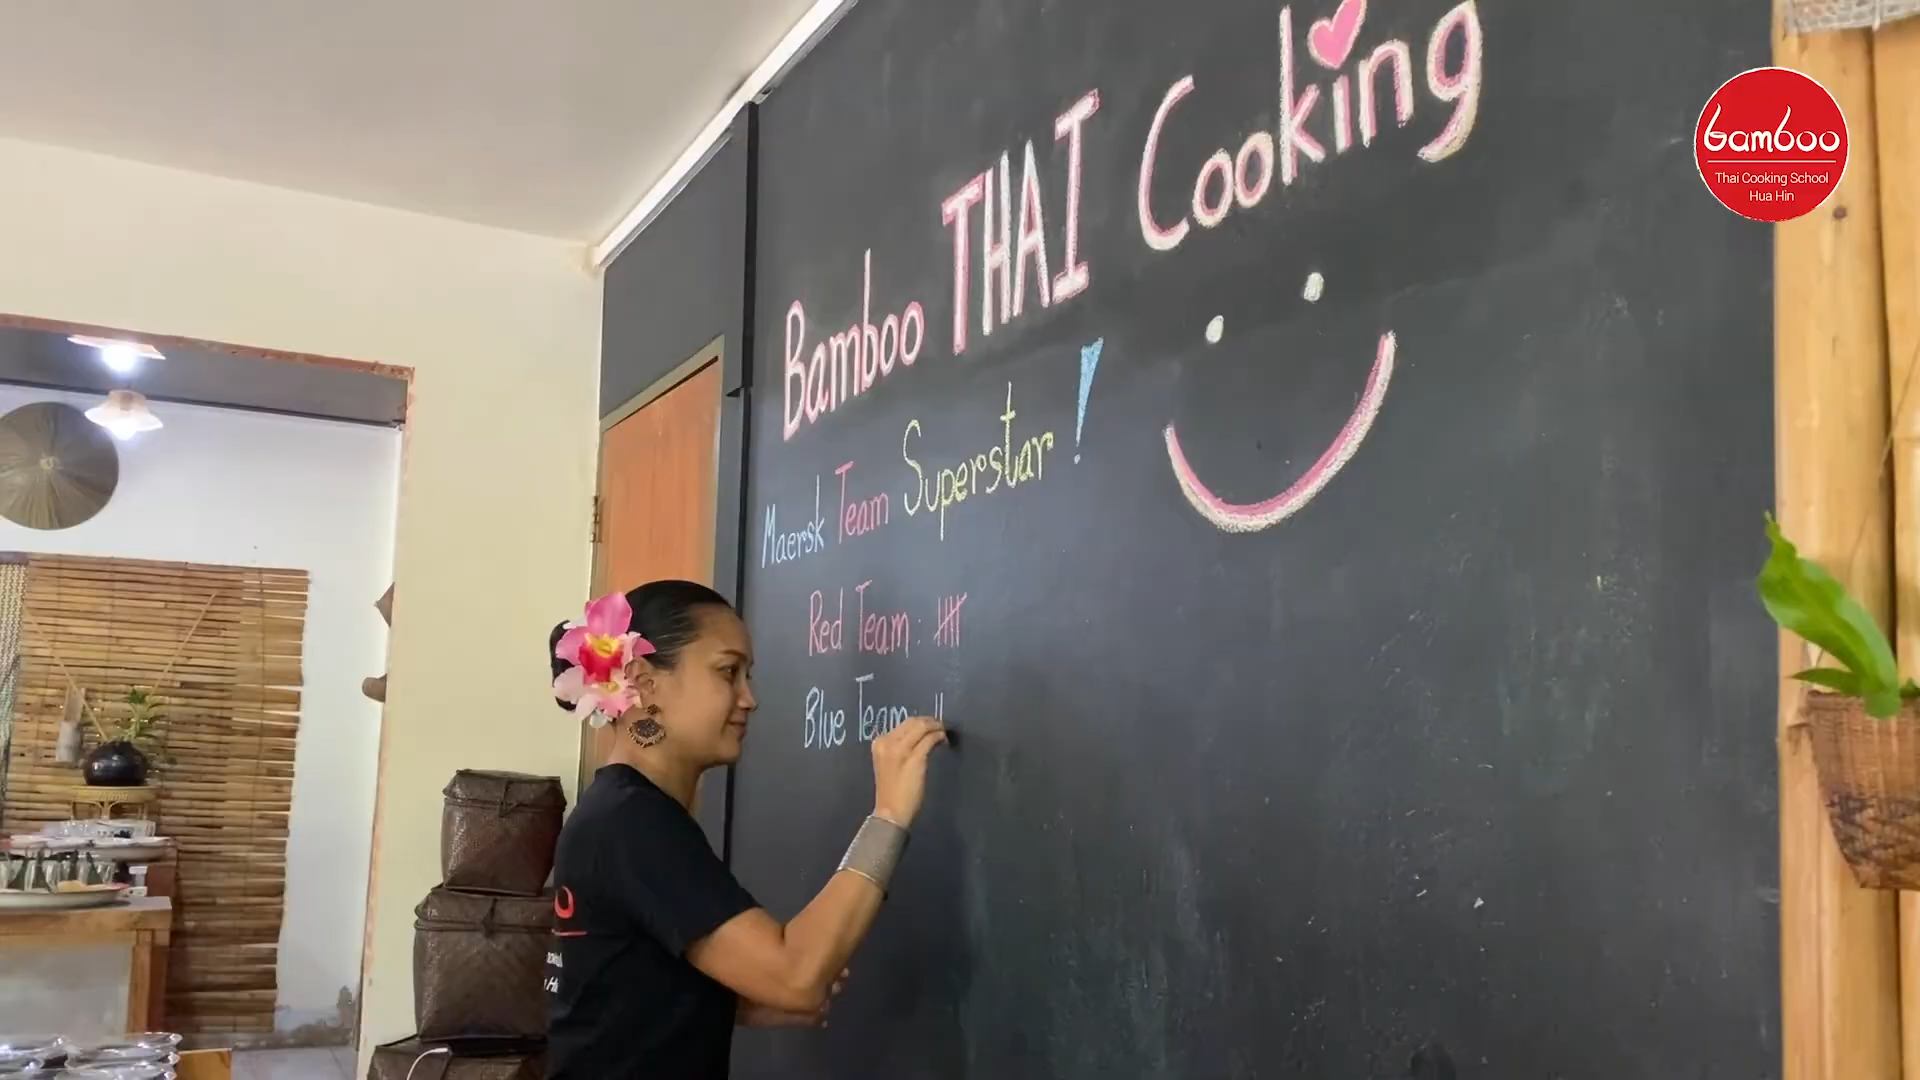 Bamboo THAI Cooking
Maersk Team Superstar!
Red Team:
Blue Team:
bamboo
Thai Cooking School
Hua Hin